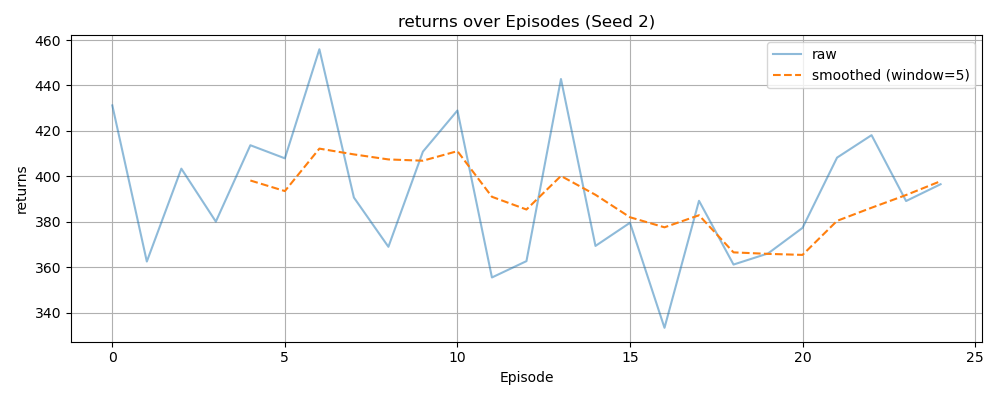 returns over Episodes (Seed 2)
raw
smoothed (window=5)
returns
460
440
420
400
380
360
340
0 5 10 15 20 25
Episode